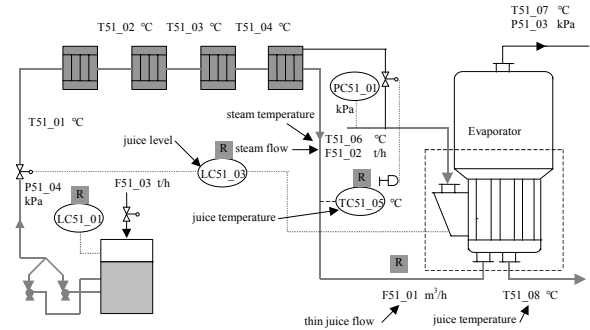 T51_07 ℃
P51_03 kPa
T51_02 ℃
T51_03 ℃
T51_04 ℃
PC51_01
kPa
steam temperature
T51_01 ℃
Evaporator
juice level
R
steam flow
T51_06 ℃
F51_02 t/h
LC51_03
R
P51_04
kPa
R
F51_03 t/h
LC51_01
TC51_05 ℃
juice temperature
R
F51_01 m³/h
T51_08 ℃
thin juice flow
juice temperature